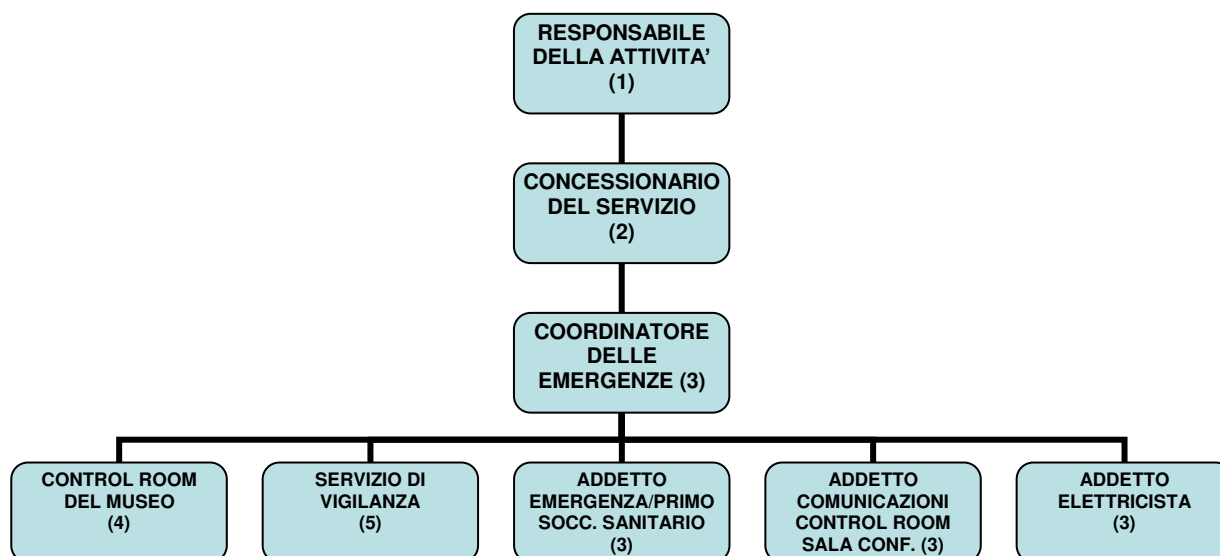 RESPONSABILE
DELLA ATTIVITA'
(1)
CONCESSIONARIO
DEL SERVIZIO
(2)
COORDINATORE
DELLE
EMERGENZE (3)
CONTROL ROOM
DEL MUSEO
(4)
SERVIZIO DI
VIGILANZA
(5)
ADDETTO
EMERGENZA/PRIMO
SOCC. SANITARIO
(3)
ADDETTO
COMUNICAZIONI
CONTROL ROOM
SALA CONF. (3)
ADDETTO
ELETTRICISTA
(3)